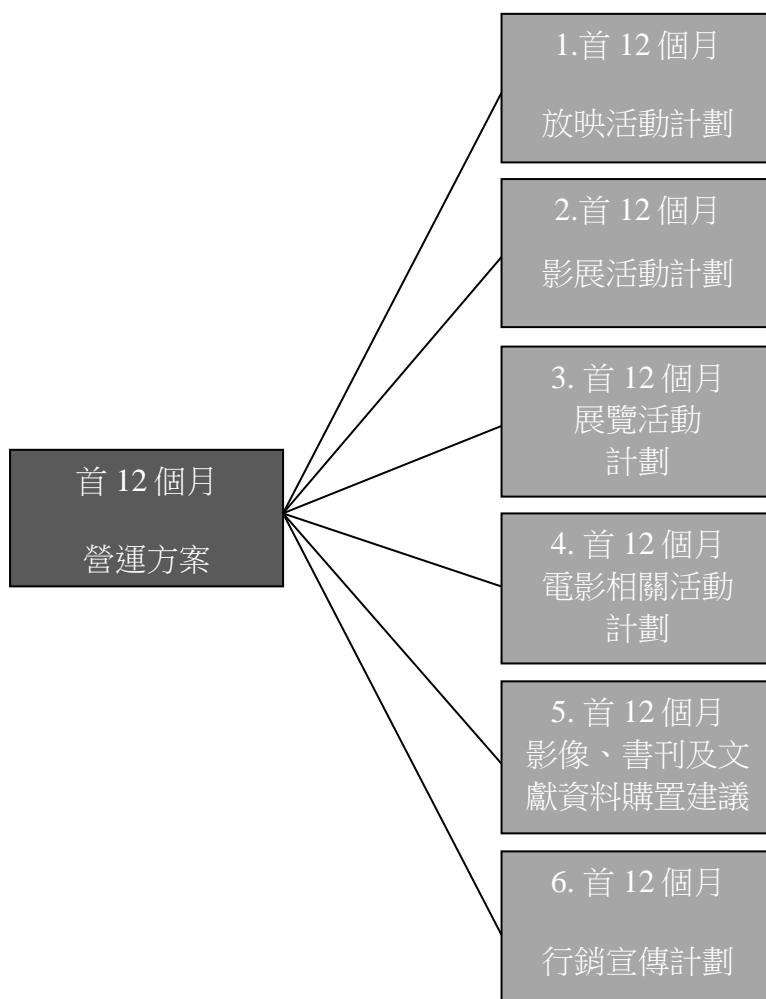 1.首 12 個月
放映活動計劃
2.首 12 個月
影展活動計劃
3. 首 12 個月
展覽活動
計劃
首 12 個月
營運方案
4. 首 12 個月
電影相關活動
計劃
5. 首 12 個月
影像、書刊及文
獻資料購置建議
6. 首 12 個月
行銷宣傳計劃